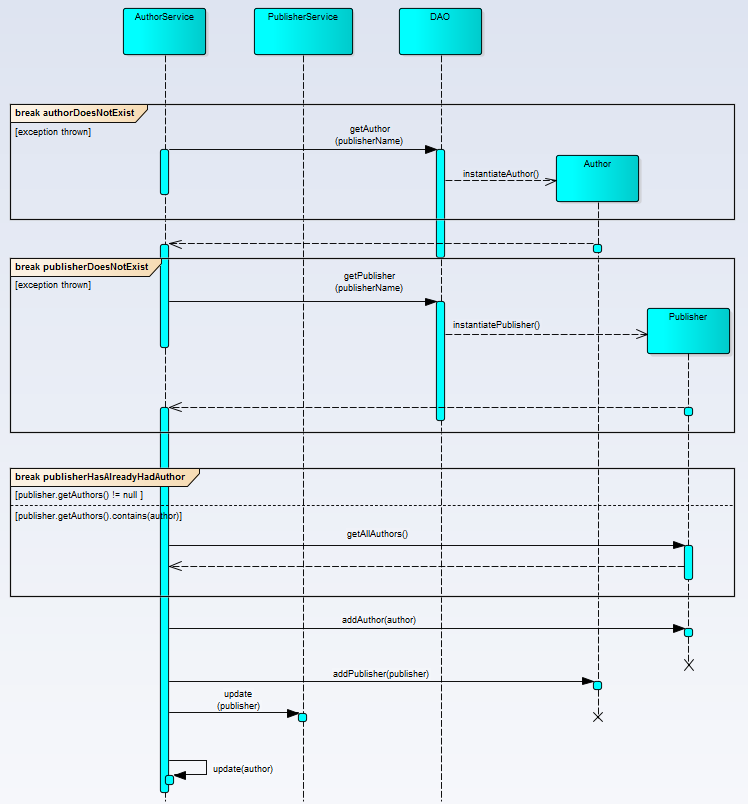 AuthorService
PublisherService
DAO
break authorDoesNotExist
[exception thrown]
getAuthor
(publisherName)
Author
instantiateAuthor()
break publisherDoesNotExist
[exception thrown]
getPublisher
(publisherName)
Publisher
instantiatePublisher()
break publisherHasAlreadyHadAuthor
[publisher.getAuthors() != null ]
[publisher.getAuthors().contains(author)]
getAllAuthors()
addAuthor(author)
addPublisher(publisher)
update
(publisher)
update(author)